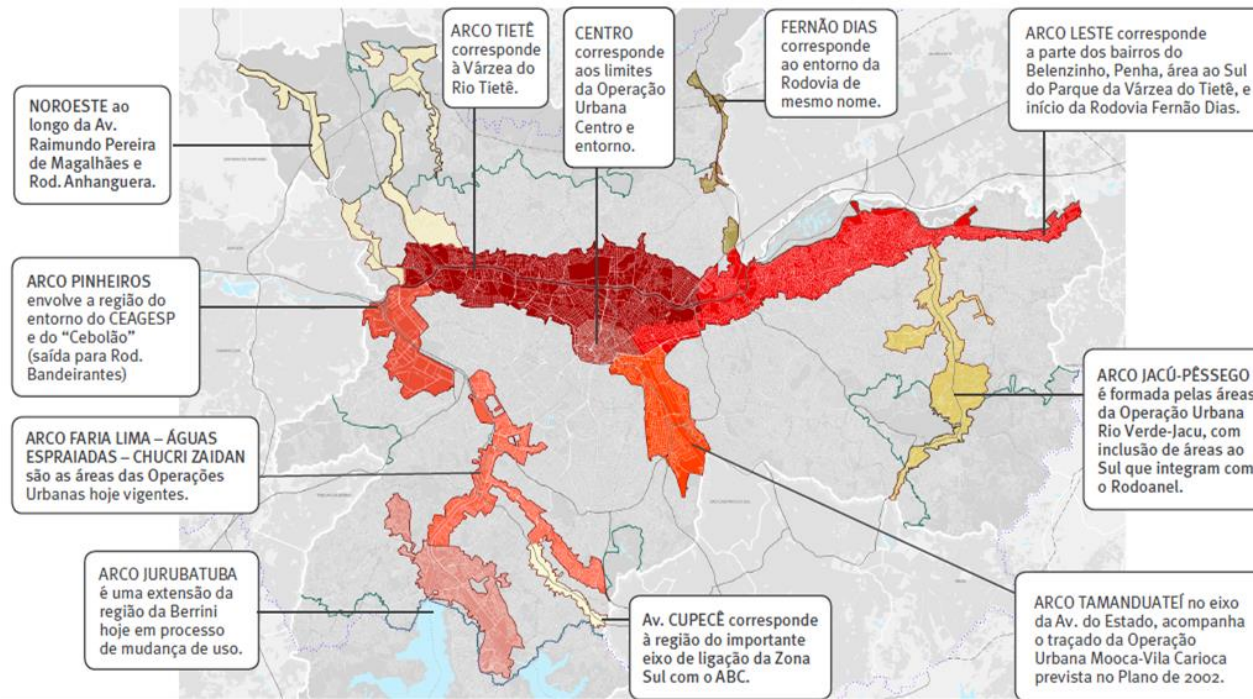 NOROESTE ao
longo da Av.
Raimundo Pereira
de Magalhães e
Rod. Anhanguera.
ARCO TIETÊ
corresponde
à Várzea do
Rio Tietê.
CENTRO
corresponde
aos limites
da Operação
Urbana
Centro e
entorno.
FERNÃO DIAS
corresponde
ao entorno da
Rodovia de
mesmo nome.
ARCO LESTE corresponde
a parte dos bairros do
Belenzinho, Penha, área ao Sul
do Parque da Várzea do Tietê, e
início da Rodovia Fernão Dias.
ARCO PINHEIROS
envolve a região do
entorno do CEAGESP
e do “Cebolão”
(saída para Rod.
Bandeirantes)
ARCO JACÚ-PÊSSEGO
é formada pelas áreas
da Operação Urbana
Rio Verde-Jacu, com
inclusão de áreas ao
Sul que integram com
o Rodoanel.
ARCO FARIA LIMA – ÁGUAS
ESPRAIADAS – CHUCRI ZAIDAN
são as áreas das Operações
Urbanas hoje vigentes.
ARCO JURUBATUBA
é uma extensão da
região da Berrini
hoje em processo
de mudança de uso.
Av. CUPECÊ corresponde
à região do importante
eixo de ligação da Zona
Sul com o ABC.
ARCO TAMANDUATEÍ no eixo
da Av. do Estado, acompanha
o traçado da Operação
Urbana Mooca-Vila Carioca
prevista no Plano de 2002.